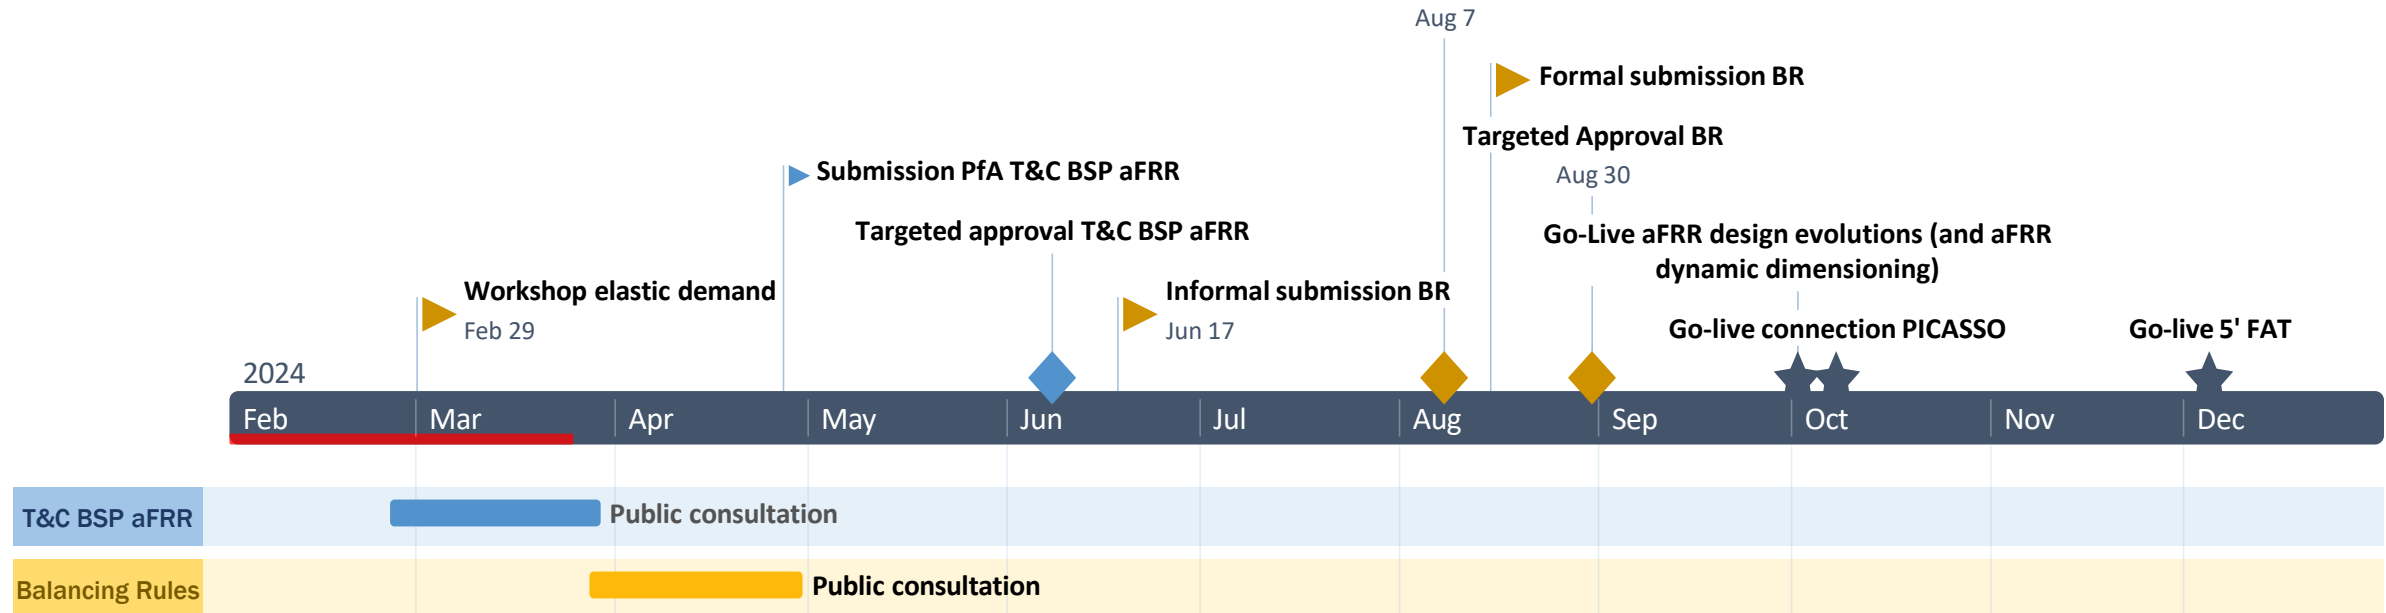 Aug 7
Formal submission BR
Targeted Approval BR
Aug 30
Submission PfA T&C BSP aFRR
Targeted approval T&C BSP aFRR
Go-Live aFRR design evolutions (and aFRR
dynamic dimensioning)
Workshop elastic demand
Feb 29
Informal submission BR
Jun 17
Go-live connection PICASSO
Go-live 5' FAT
2024
Feb Mar Apr May Jun Jul Aug Sep Oct Nov Dec
T&C BSP aFRR Public consultation
Balancing Rules Public consultation